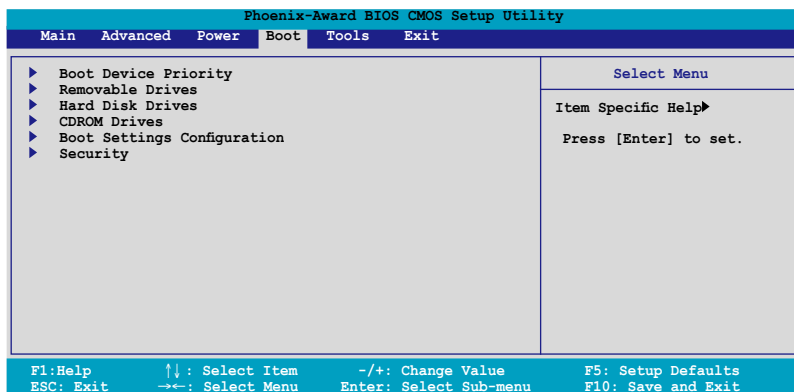 Phoenix-Award BIOS CMOS Setup Utility
Main Advanced Power Boot Tools Exit
Boot Device Priority
Removable Drives
Hard Disk Drives
CDROM Drives
Boot Settings Configuration
Security
Select Menu
Item Specific Help
Press [Enter] to set.
F1:Help ↑↓: Select Item -/+: Change Value F5: Setup Defaults
ESC: Exit →←: Select Menu Enter: Select Sub-menu F10: Save and Exit